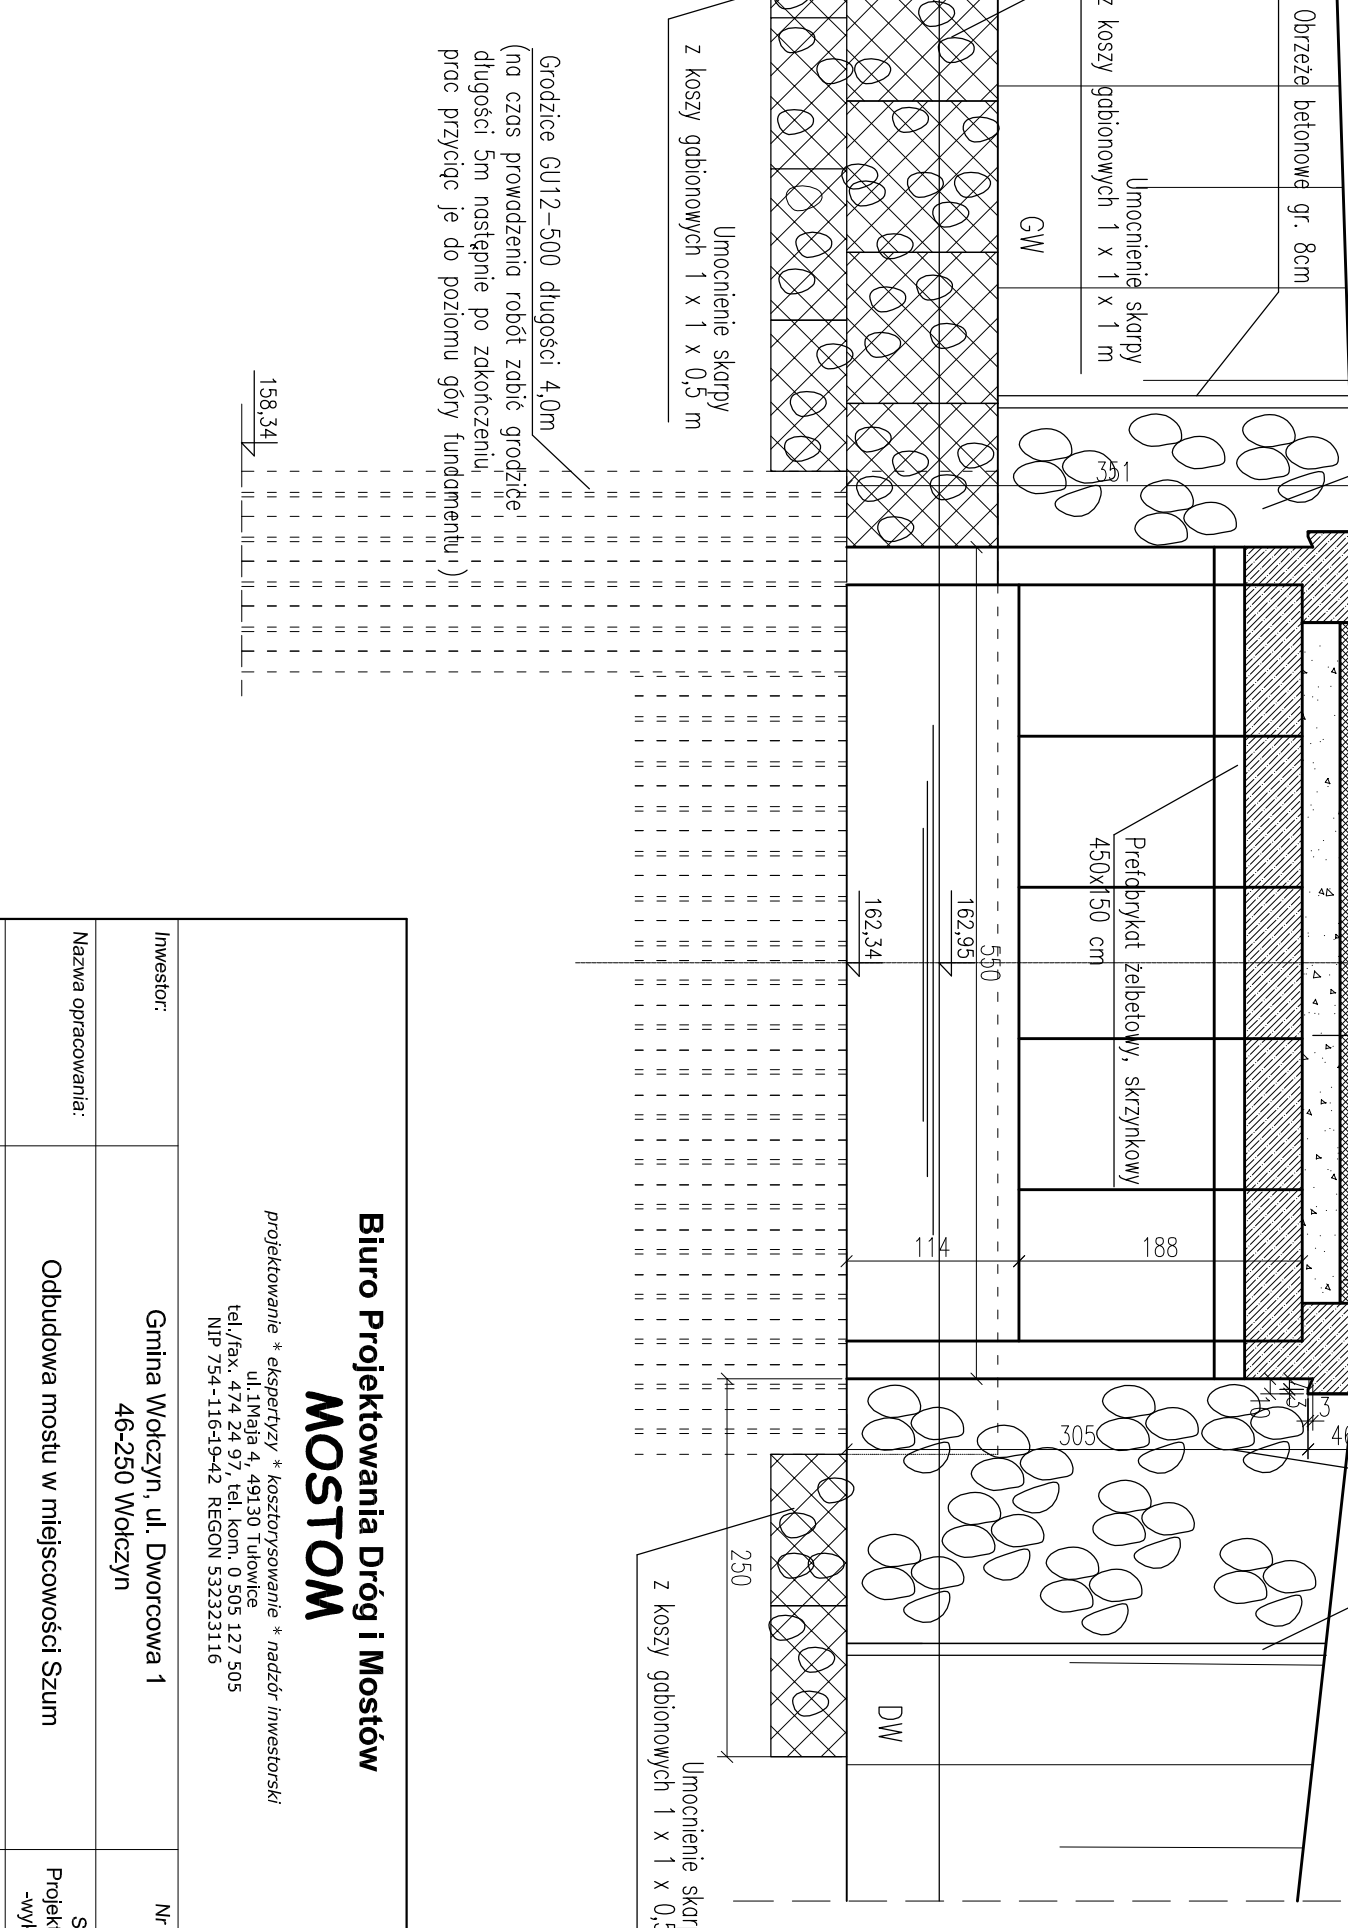 Obrzeże betonowe gr. 8cm
Umocnienie skarpy
z koszy gabionowych 1 x 1 x 1 m
GW
Umocnienie skarpy
z koszy gabionowych 1 x 1 x 0,5 m
Grodzice GU12-500 długości 4,0m
(na czas prowadzenia robót zabić grodzice
długości 5m następnie po zakończeniu
prac przyciąc je do poziomu góry fundamentu )
158,34
351
Prefabrykat żelbetowy, skrzynkowy
450x150 cm
550
162,95
162,34
188
114
3
305
250
DW
Umocnienie
z koszy gabionowych 1 x 1 x
Biuro Projektowania Dróg i Mostów
MOSTOM
projektowanie * ekspertyzy * kosztorysowanie * nadzór inwestorski
ul.1Maja 4, 49130 Tułowice
tel./fax. 474 24 97, tel. kom. 0 505 127 505
NIP 754-116-19-42 REGON 532323116
Inwestor:
Gmina Wołczyn, ul. Dworcowa 1
46-250 Wołczyn
Nr
Nazwa opracowania:
Odbudowa mostu w miejscowości Szum